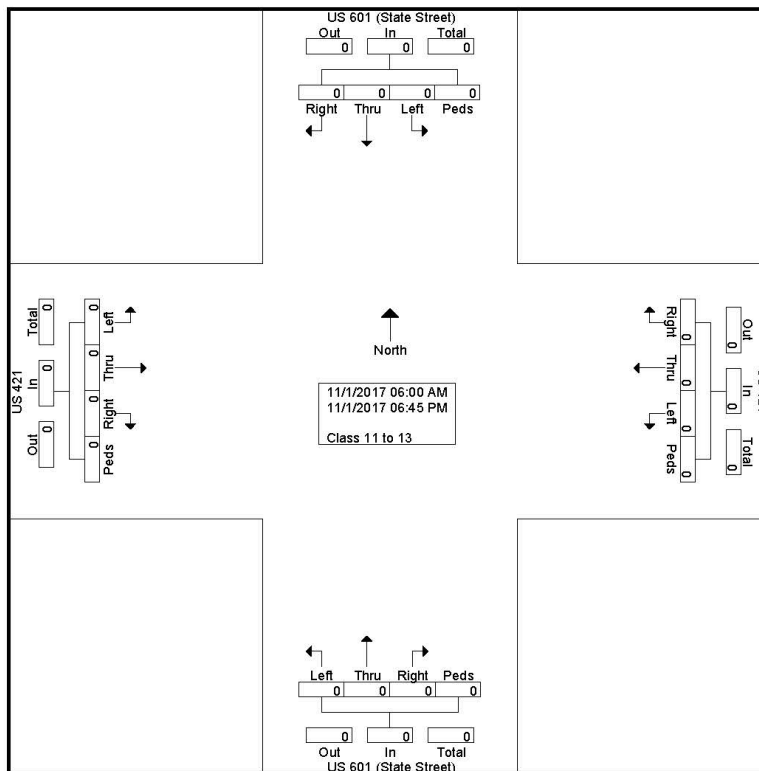 US 601 (State Street)
Out In Total
0 0 0
0 0 0 0
Right Thru Left Peds
US 421
Total In Out
0 0 0
0 0 0 0
Left Thru Right Peds
North
11/1/2017 06:00 AM
11/1/2017 06:45 PM
Class 11 to 13
Right Thru Left Peds
0 0 0 0
0 0 0
Out In Total
Left Thru Right Peds
0 0 0 0
0 0 0
Out In Total
US 601 (State Street)